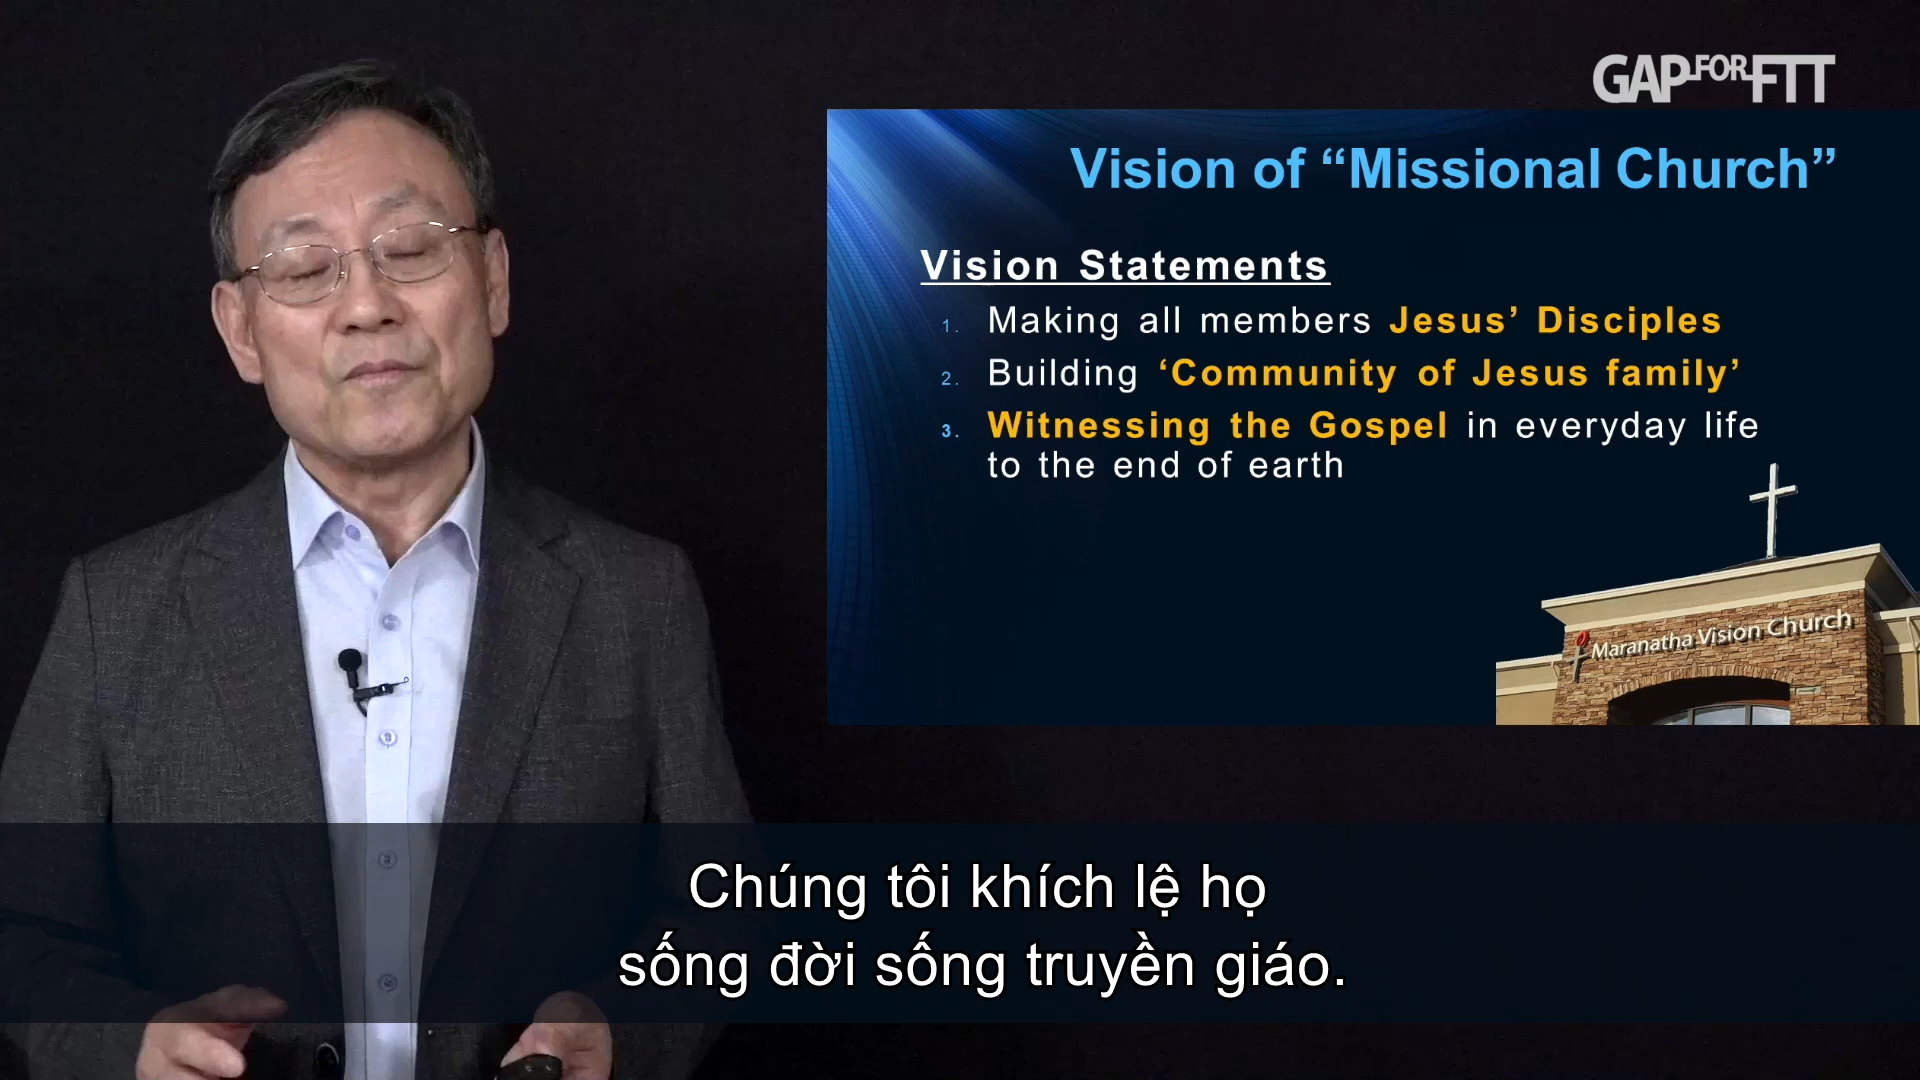 GAP FOR FTT
Vision of “Missional Church”
Vision Statements
1. Making all members Jesus’ Disciples
2. Building ‘Community of Jesus family’
3. Witnessing the Gospel in everyday life
to the end of earth
Maranatha Vision Church
Chúng tôi khích lệ họ
sống đời sống truyền giáo.